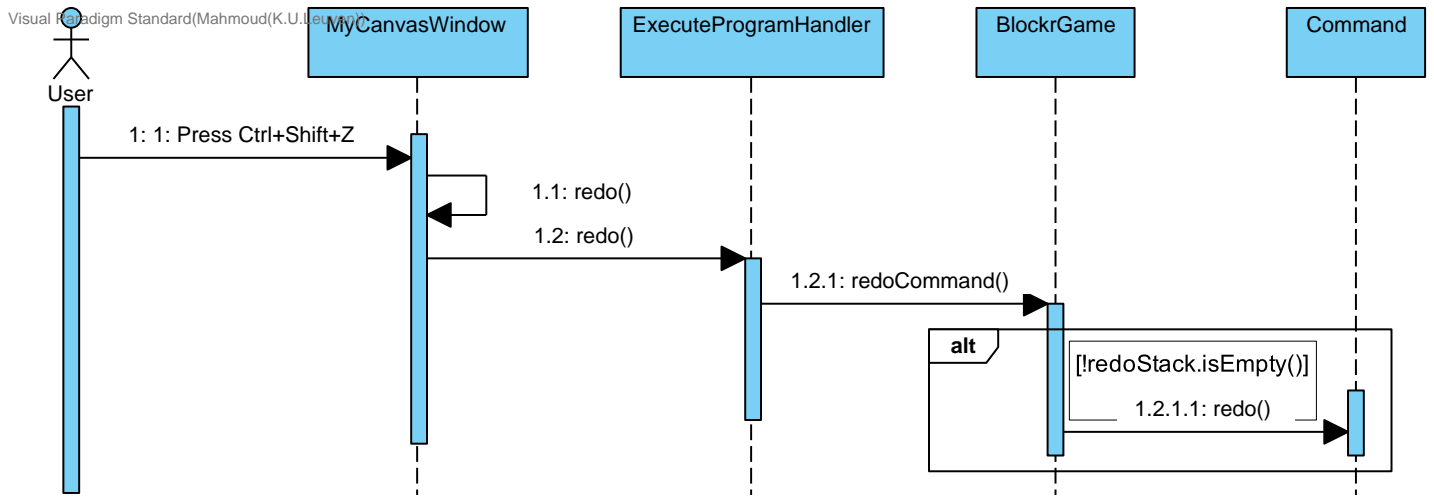 Visual Paradigm Standard(Mahmoud(K.U.Leuven))
User
MyCanvasWindow
ExecuteProgramHandler
BlockrGame
Command
1: 1: Press Ctrl+Shift+Z
1.1: redo()
1.2: redo()
1.2.1: redoCommand()
alt
[!redoStack.isEmpty()]
1.2.1.1: redo()